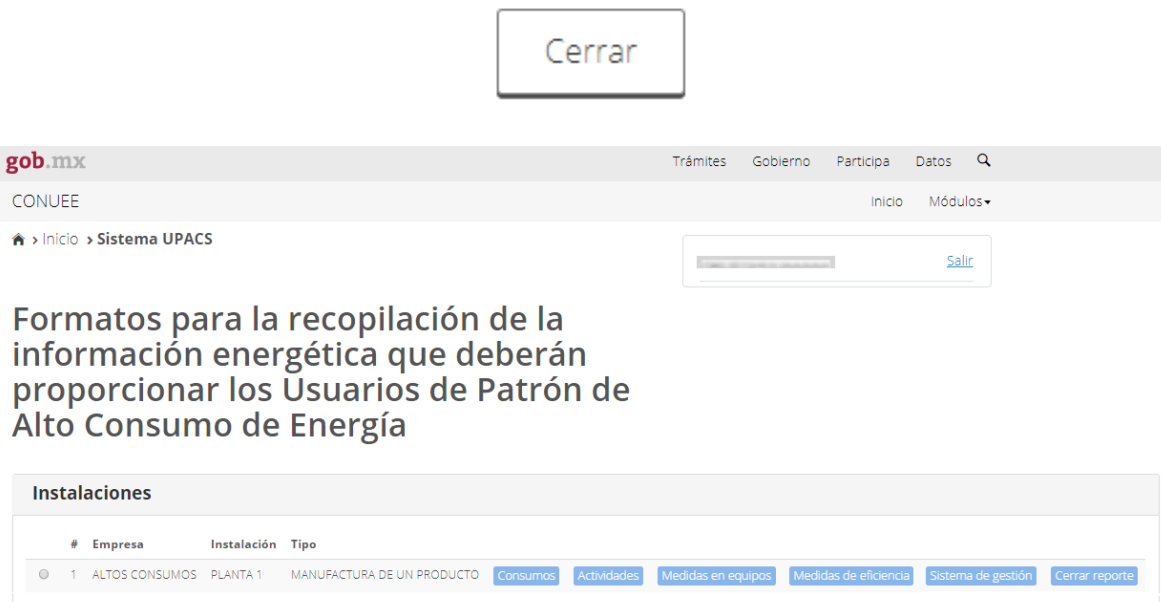 Cerrar
gob.mx Trámites Gobierno Participa Datos
CONUEE Inicio Módulos
Inicio > Sistema UPACS
Salir
Formatos para la recopilación de la
información energética que deberán
proporcionar los Usuarios de Patrón de
Alto Consumo de Energía
Instalaciones
# Empresa Instalación Tipo
1 ALTOS CONSUMOS PLANTA 1 MANUFACTURA DE UN PRODUCTO Consumos Actividades Medidas en equipos Medidas de eficiencia Sistema de gestión Cerrar reporte